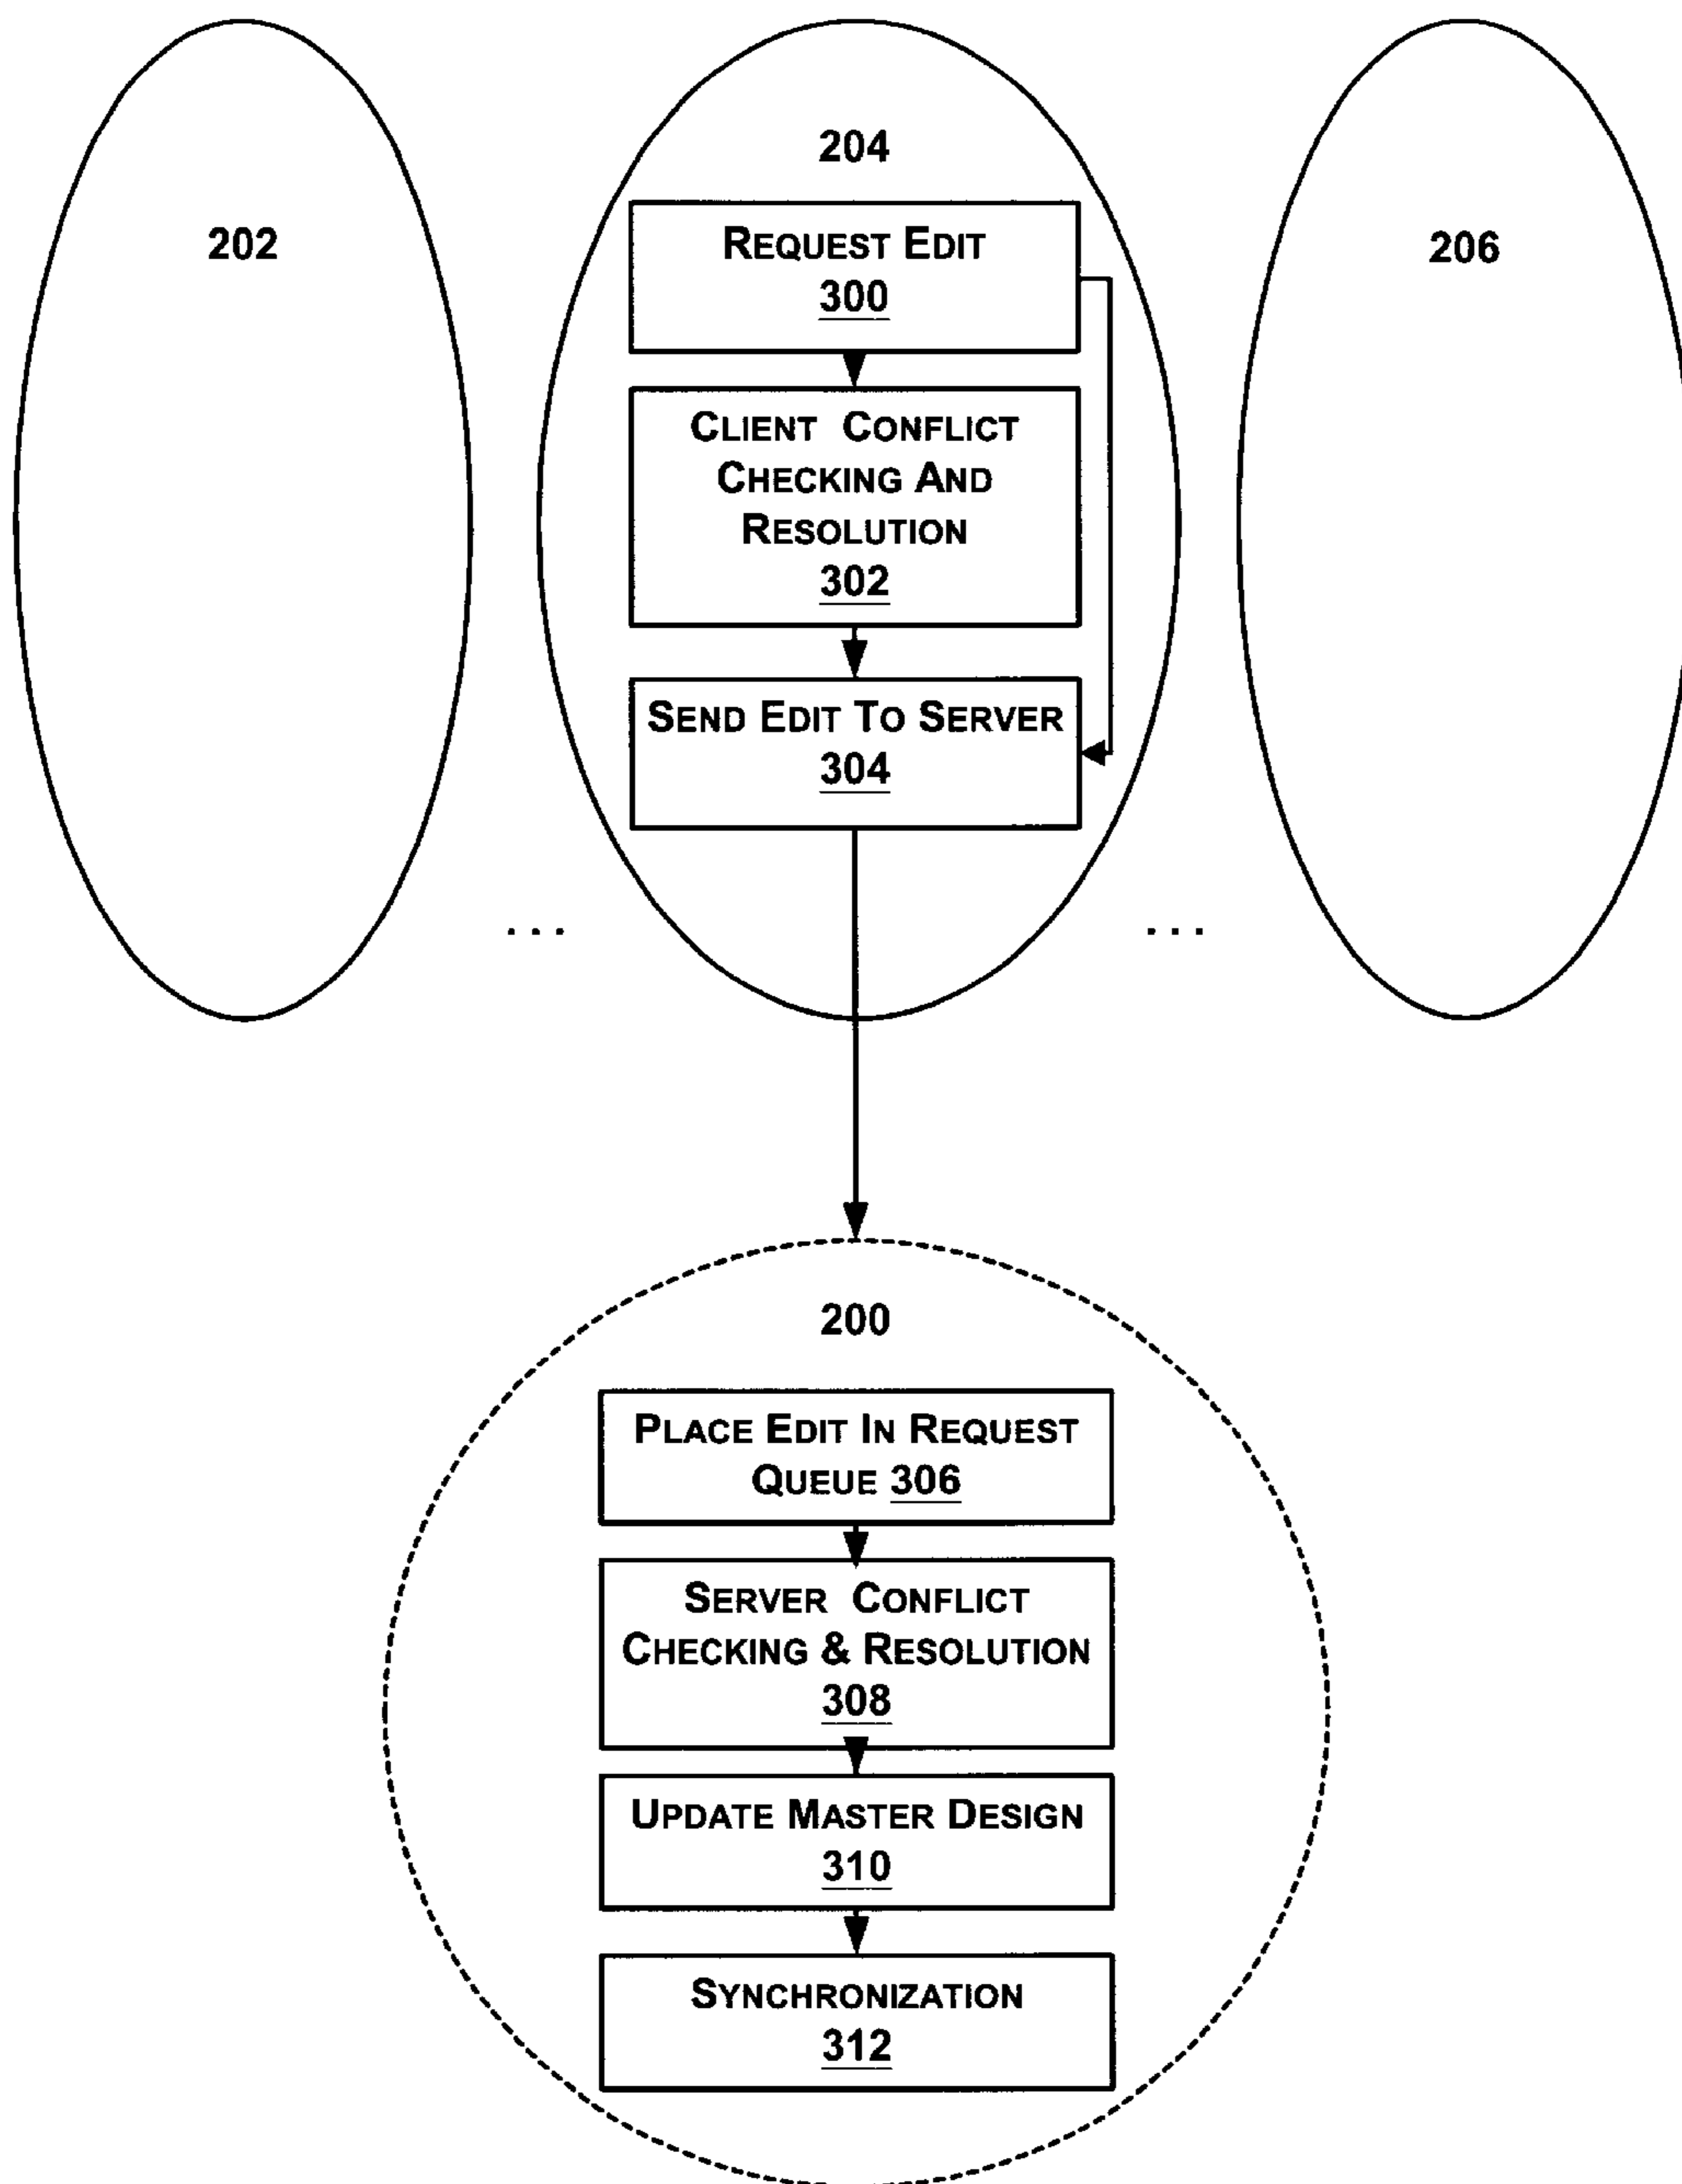 204
202
206
REQUEST EDIT
300
CLIENT CONFLICT
CHECKING AND
RESOLUTION
302
SEND EDIT TO SERVER
304
...
...
200
PLACE EDIT IN REQUEST
QUEUE 306
SERVER CONFLICT
CHECKING & RESOLUTION
308
UPDATE MASTER DESIGN
310
SYNCHRONIZATION
312